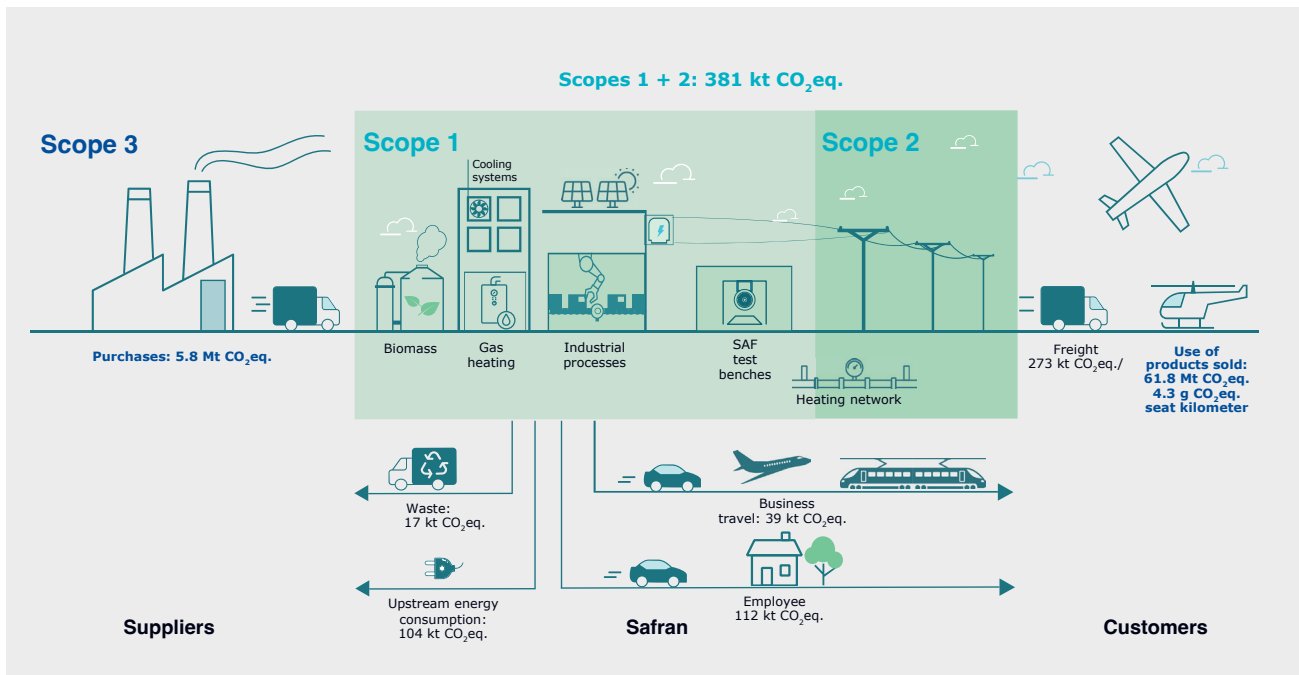 Scopes 1 + 2: 381 kt CO₂eq.
Scope 3
Scope 1
Scope 2
Cooling
systems
Purchases: 5.8 Mt CO₂eq.
Biomass
Gas
heating
Industrial
processes
SAF
test
benches
Heating network
Freight
273 kt CO₂eq./
Use of
products sold:
61.8 Mt CO₂eq.
4.3 g CO₂eq.
seat kilometer
Waste:
17 kt CO₂eq.
Business
travel: 39 kt CO₂eq.
Upstream energy
consumption:
104 kt CO₂eq.
Employee
112 kt CO₂eq.
Suppliers
Safran
Customers